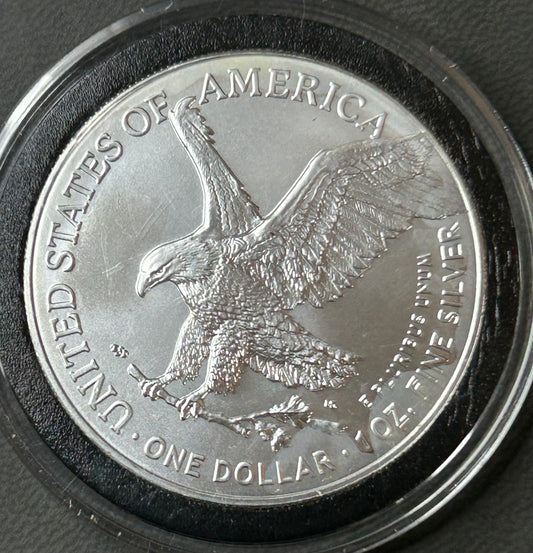 UNITED STATES OF AMERICA
E PLURIBUS UNUM
· ONE DOLLAR · 1 OZ. FINE SILVER